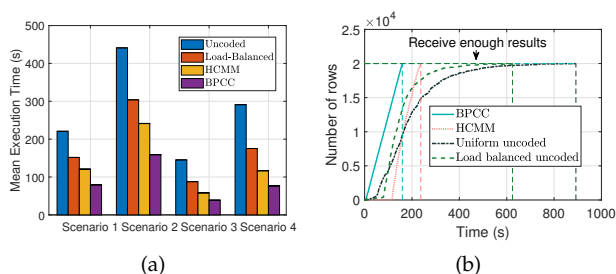 Mean Execution Time (s)
500
400
300
200
100
0
Uncoded
Load-Balanced
HCMM
BPCC
Scenario 1 Scenario 2 Scenario 3 Scenario 4
(a)
×10⁴
Number of rows
2.5
2
1.5
1
0.5
0
Receive enough results
BPCC
HCMM
Uniform uncoded
Load balanced uncoded
0 200 400 600 800 1000
Time (s)
(b)